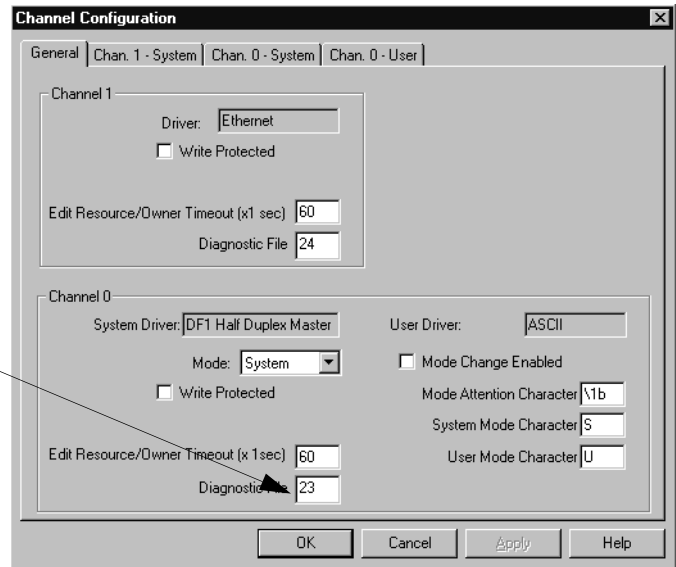 Channel Configuration
General
Chan. 1 - System
Chan. 0 - System
Chan. 0 - User
Channel 1
Driver: Ethernet
Write Protected
Edit Resource/Owner Timeout (x1 sec) 60
Diagnostic File 24
Channel 0
System Driver: DF1 Half Duplex Master
Mode: System
Write Protected
Edit Resource/Owner Timeout (x 1sec) 60
Diagnostic File 23
User Driver: ASCII
Mode Change Enabled
Mode Attention Character \1b
System Mode Character S
User Mode Character U
OK
Cancel
Apply
Help